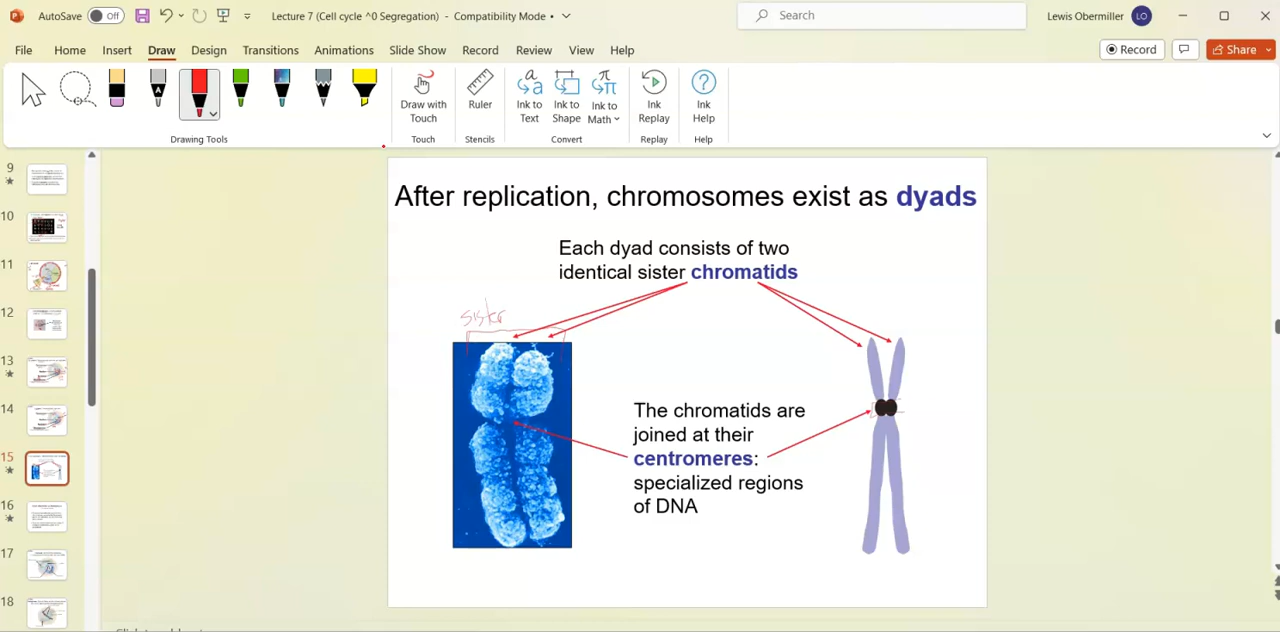 AutoSave Off
Lecture 7 (Cell cycle ^0 Segregation) - Compatibility Mode •
Search
Lewis Obermiller LO
File Home Insert Draw Design Transitions Animations Slide Show Record Review View Help
Record
Share
Draw with Touch
Ruler
Ink to Text
Ink to Shape
Ink to Math
Ink Replay
Ink Help
Drawing Tools
Touch
Stencils
Convert
Replay
Help
9
10
11
12
13
14
15
16
17
18
After replication, chromosomes exist as dyads
Each dyad consists of two
identical sister chromatids
sister
The chromatids are
joined at their
centromeres:
specialized regions
of DNA